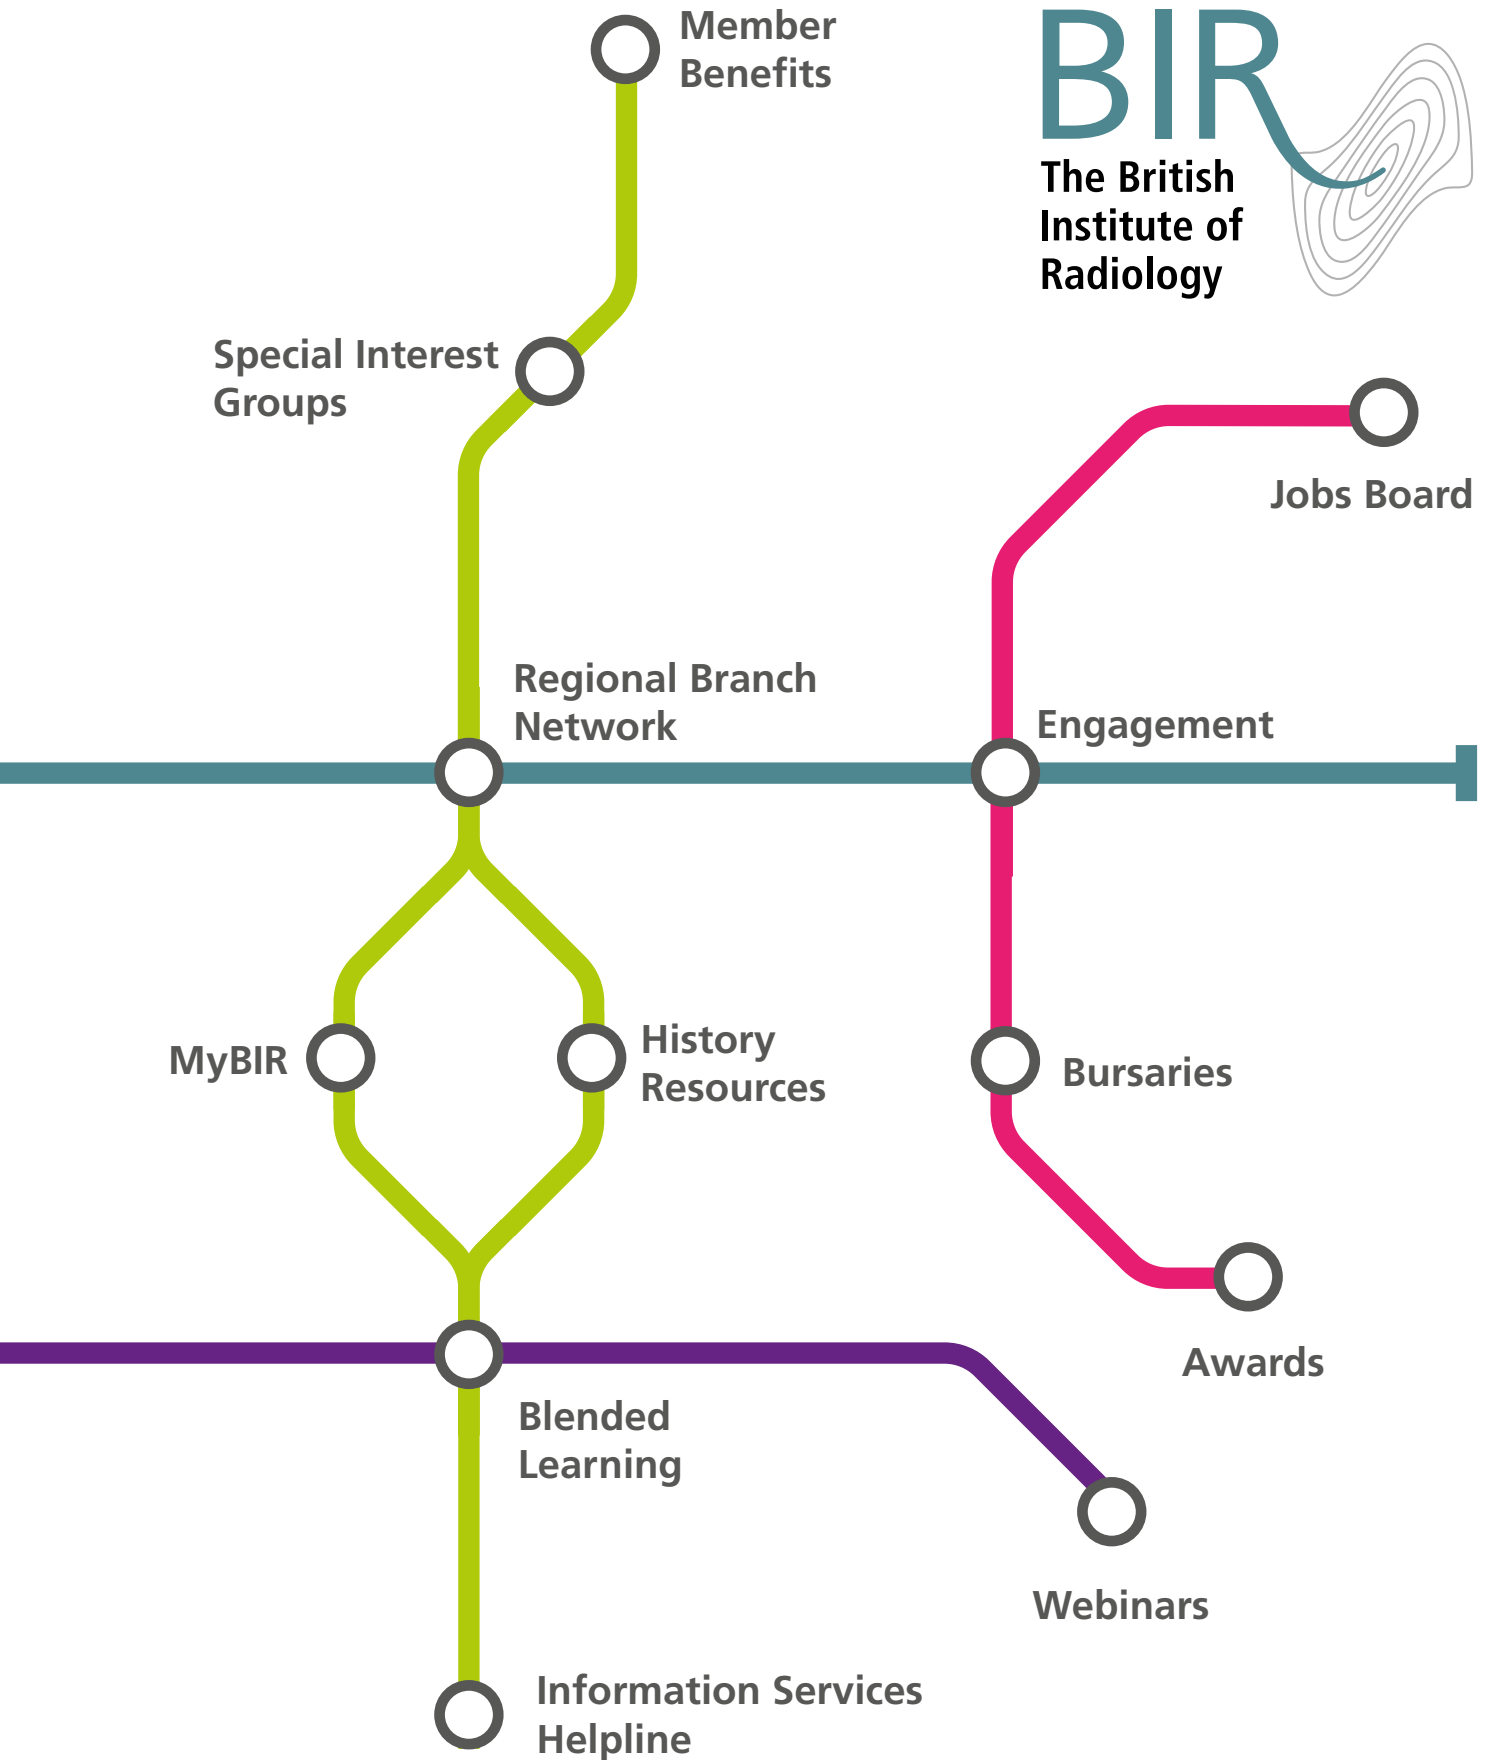 Member
Benefits
BIR
The British
Institute of
Radiology
Special Interest
Groups
Jobs Board
Regional Branch
Network
Engagement
MyBIR
History
Resources
Bursaries
Awards
Blended
Learning
Webinars
Information Services
Helpline